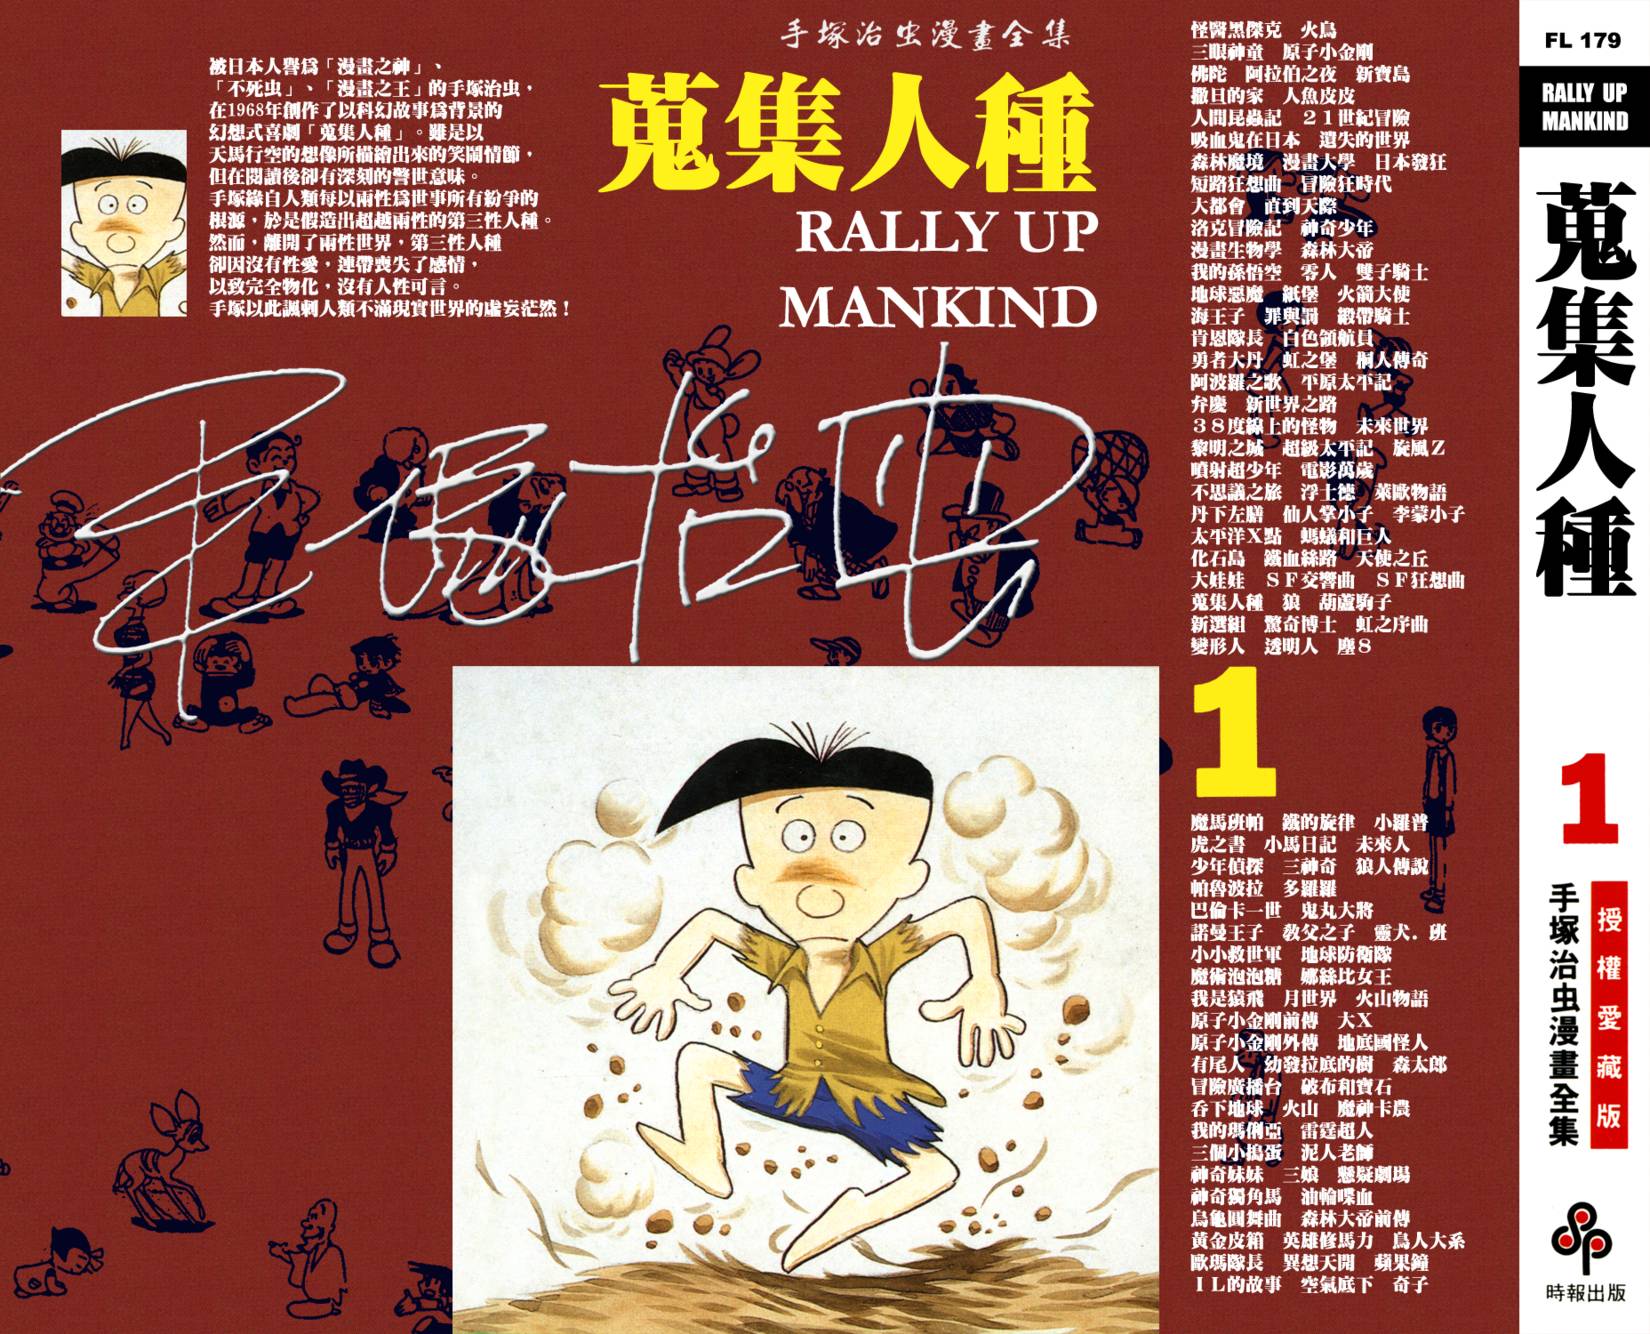 手塚治虫漫畫全集
被日本人譽爲「漫畫之神」、
「不死虫」、「漫畫之王」的手塚治虫，
在1968年創作了以科幻故事爲背景的
幻想式喜劇「蒐集人種」。雖是以
天馬行空的想像所描繪出來的笑鬧情節，
但在閱讀後卻有深刻的警世意味。
手塚緣自人類每以兩性爲世事所有紛爭的
根源，於是假造出超越兩性的第三性人種。
然而，離開了兩性世界，第三性人種
卻因沒有性愛，連帶喪失了感情，
以致完全物化，沒有人性可言。
手塚以此諷刺人類不滿現實世界的虛妄茫然！
蒐集人種
RALLY UP
MANKIND
手塚治虫
怪醫黑傑克　火鳥
三眼神童　原子小金剛
佛陀　阿拉伯之夜　新寶島
撒旦的家　人魚皮皮
人間昆蟲記　２１世紀冒險
吸血鬼在日本　遺失的世界
森林魔境　漫畫大學　日本發狂
短路狂想曲　冒險狂時代
大都會　直到天際
洛克冒險記　神奇少年
漫畫生物學　森林大帝
我的孫悟空　零人　雙子騎士
地球惡魔　紙堡　火箭大使
海王子　罪與罰　緞帶騎士
肯恩隊長　白色領航員
勇者大丹　虹之堡　桐人傳奇
阿波羅之歌　平原太平記
弁慶　新世界之路
３８度線上的怪物　未來世界
黎明之城　超級太平記　旋風Ｚ
噴射超少年　電影萬歲
不思議之旅　浮士德　萊歐物語
丹下左膳　仙人掌小子　李蒙小子
太平洋Ｘ點　螞蟻和巨人
化石島　鐵血絲路　天使之丘
大娃娃　ＳＦ交響曲　ＳＦ狂想曲
蒐集人種　狼　葫蘆駒子
新選組　驚奇博士　虹之序曲
變形人　透明人　塵８
1
魔馬班帕　鐵的旋律　小羅普
虎之書　小馬日記　未來人
少年偵探　三神奇　狼人傳說
帕魯波拉　多羅羅
巴倫卡一世　鬼丸大將
諾曼王子　教父之子　靈犬．班
小小救世軍　地球防衛隊
魔術泡泡糖　娜絲比女王
我是猿飛　月世界　火山物語
原子小金剛前傳　大Ｘ
原子小金剛外傳　地底國怪人
有尾人　幼發拉底的樹　森太郎
冒險廣播台　破布和寶石
吞下地球　火山　魔神卡農
我的瑪俐亞　雷霆超人
三個小搗蛋　泥人老師
神奇妹妹　三娘　懸疑劇場
神奇獨角馬　油輪喋血
烏龜圓舞曲　森林大帝前傳
黃金皮箱　英雄修馬力　鳥人大系
歐瑪隊長　異想天開　蘋果鐘
ＩＬ的故事　空氣底下　奇子
FL 179
RALLY UP
MANKIND
蒐集人種
1
授權愛藏版
手塚治虫漫畫全集
時報出版